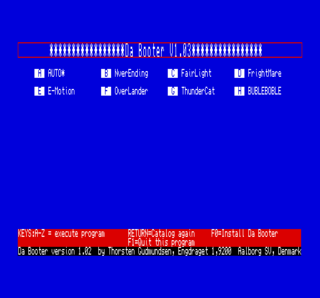 *****************Da Booter V1.03****************
A AUTOW B NverEnding C FairLight D FrightMare
E E-Motion F OverLander G ThunderCat H BUBLEBOBLE
KEYS:A-Z = execute program RETURN=Catalog again F0=Install Da Booter
F1=Quit this program
Da Booter version 1.02 by Thorsten Gudmundsen, Engdraget 1,9200 Aalborg SV, Denmark